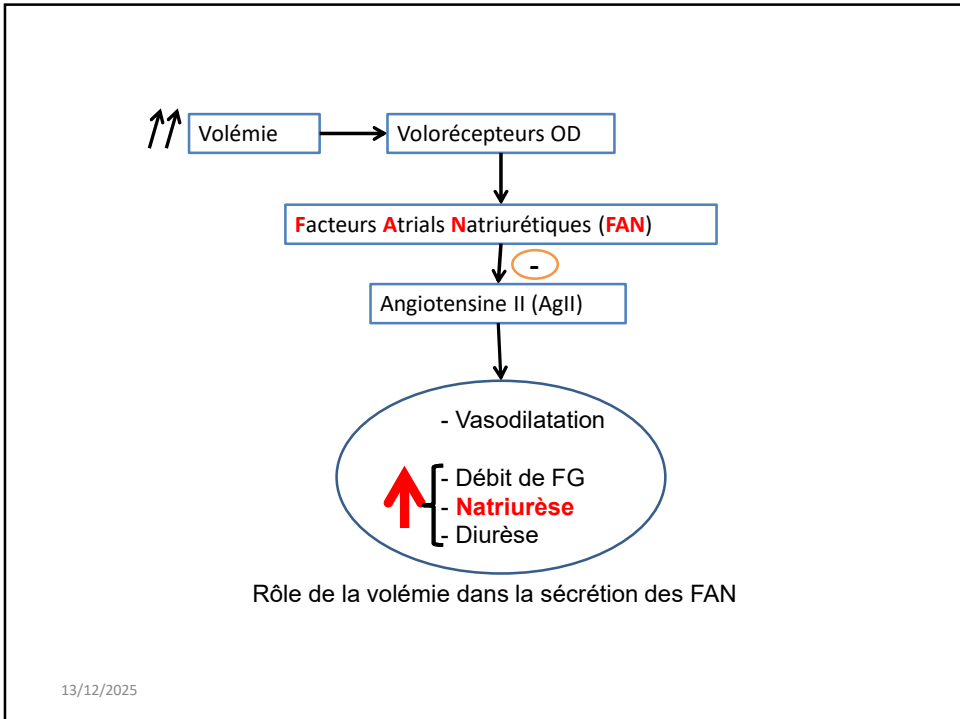 Volémie
Volorécepteurs OD
Facteurs Atrials Natriurétiques (FAN)
-
Angiotensine II (AgII)
- Vasodilatation
- Débit de FG
- Natriurèse
- Diurèse
Rôle de la volémie dans la sécrétion des FAN
13/12/2025